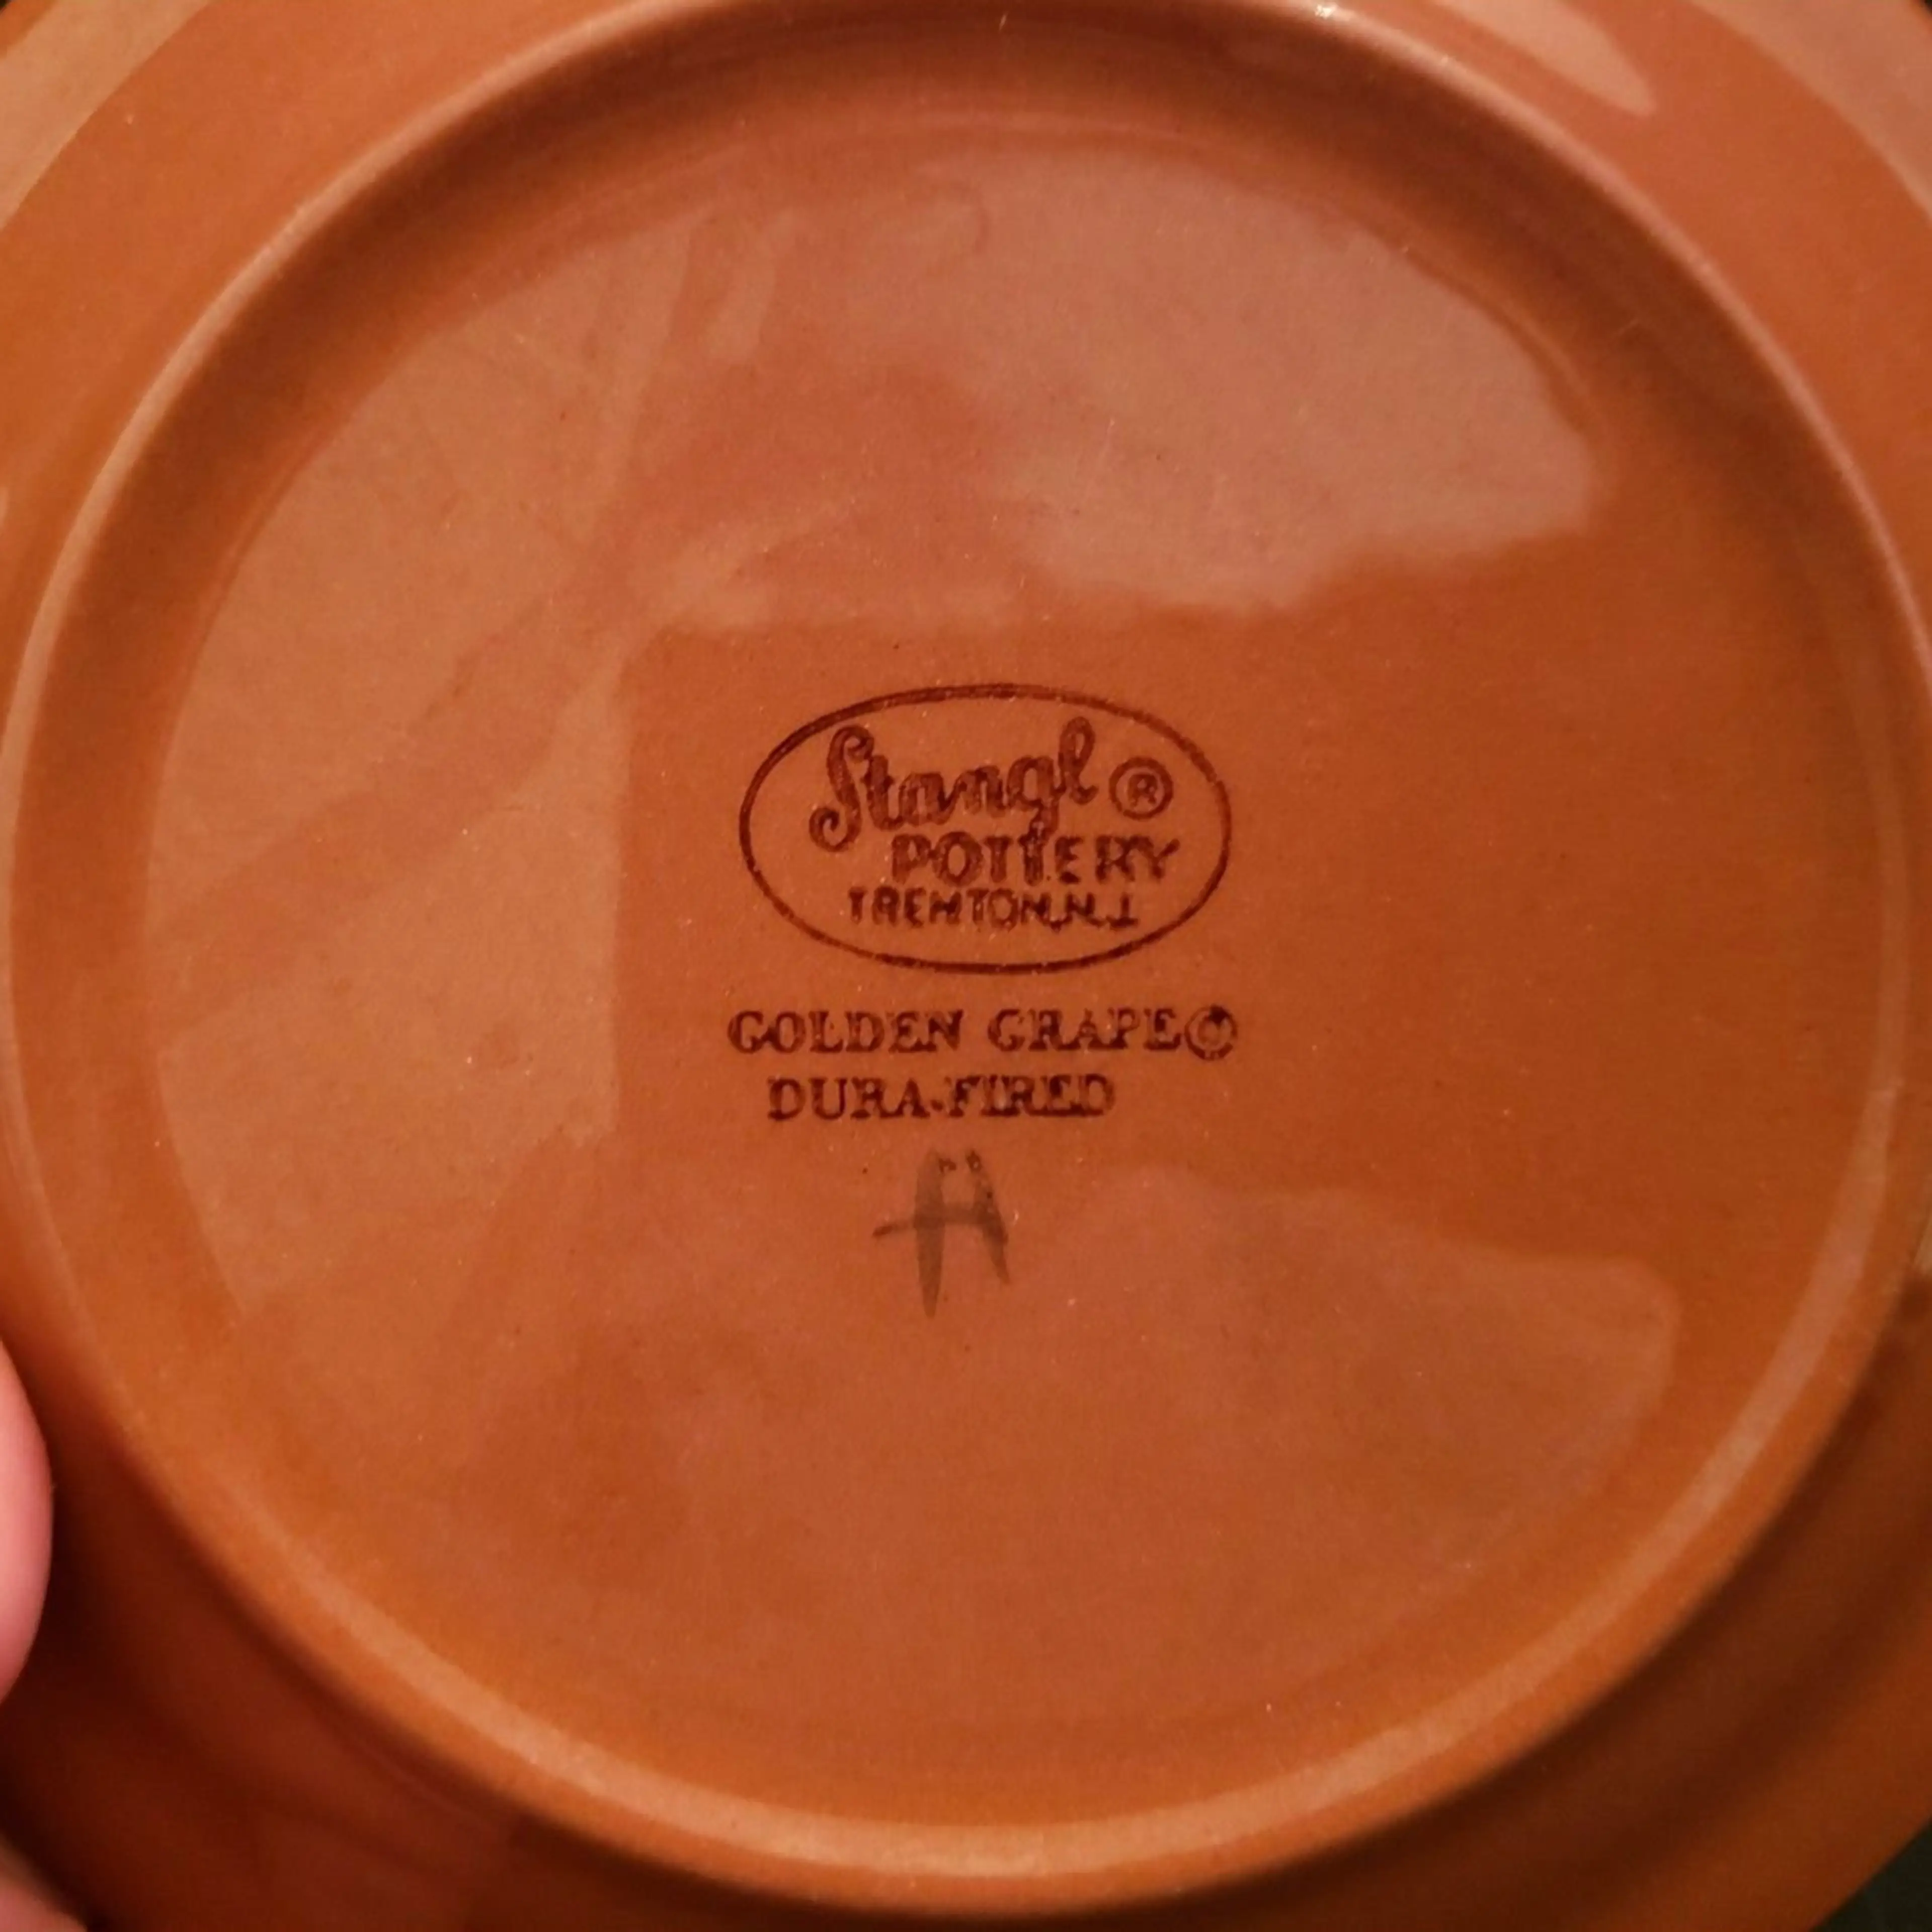 Stangl ®
POTTERY
TRENTON, N.J.
GOLDEN GRAPE ©
DURA-FIRED
A